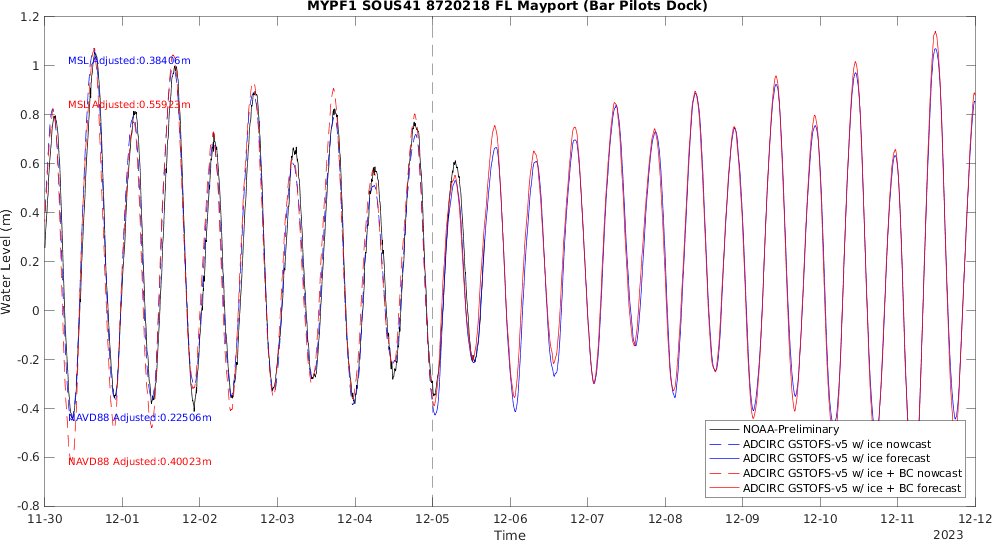 MYPF1 SOUS41 8720218 FL Mayport (Bar Pilots Dock)
Water Level (m)
1.2
1
0.8
0.6
0.4
0.2
0
-0.2
-0.4
-0.6
-0.8
MSL Adjusted:0.38406m
MSL Adjusted:0.55923m
NAVD88 Adjusted:0.22506m
NAVD88 Adjusted:0.40023m
NOAA-Preliminary
ADCIRC GSTOFS-v5 w/ ice nowcast
ADCIRC GSTOFS-v5 w/ ice forecast
ADCIRC GSTOFS-v5 w/ ice + BC nowcast
ADCIRC GSTOFS-v5 w/ ice + BC forecast
11-30 12-01 12-02 12-03 12-04 12-05 12-06 12-07 12-08 12-09 12-10 12-11 12-12
Time
2023